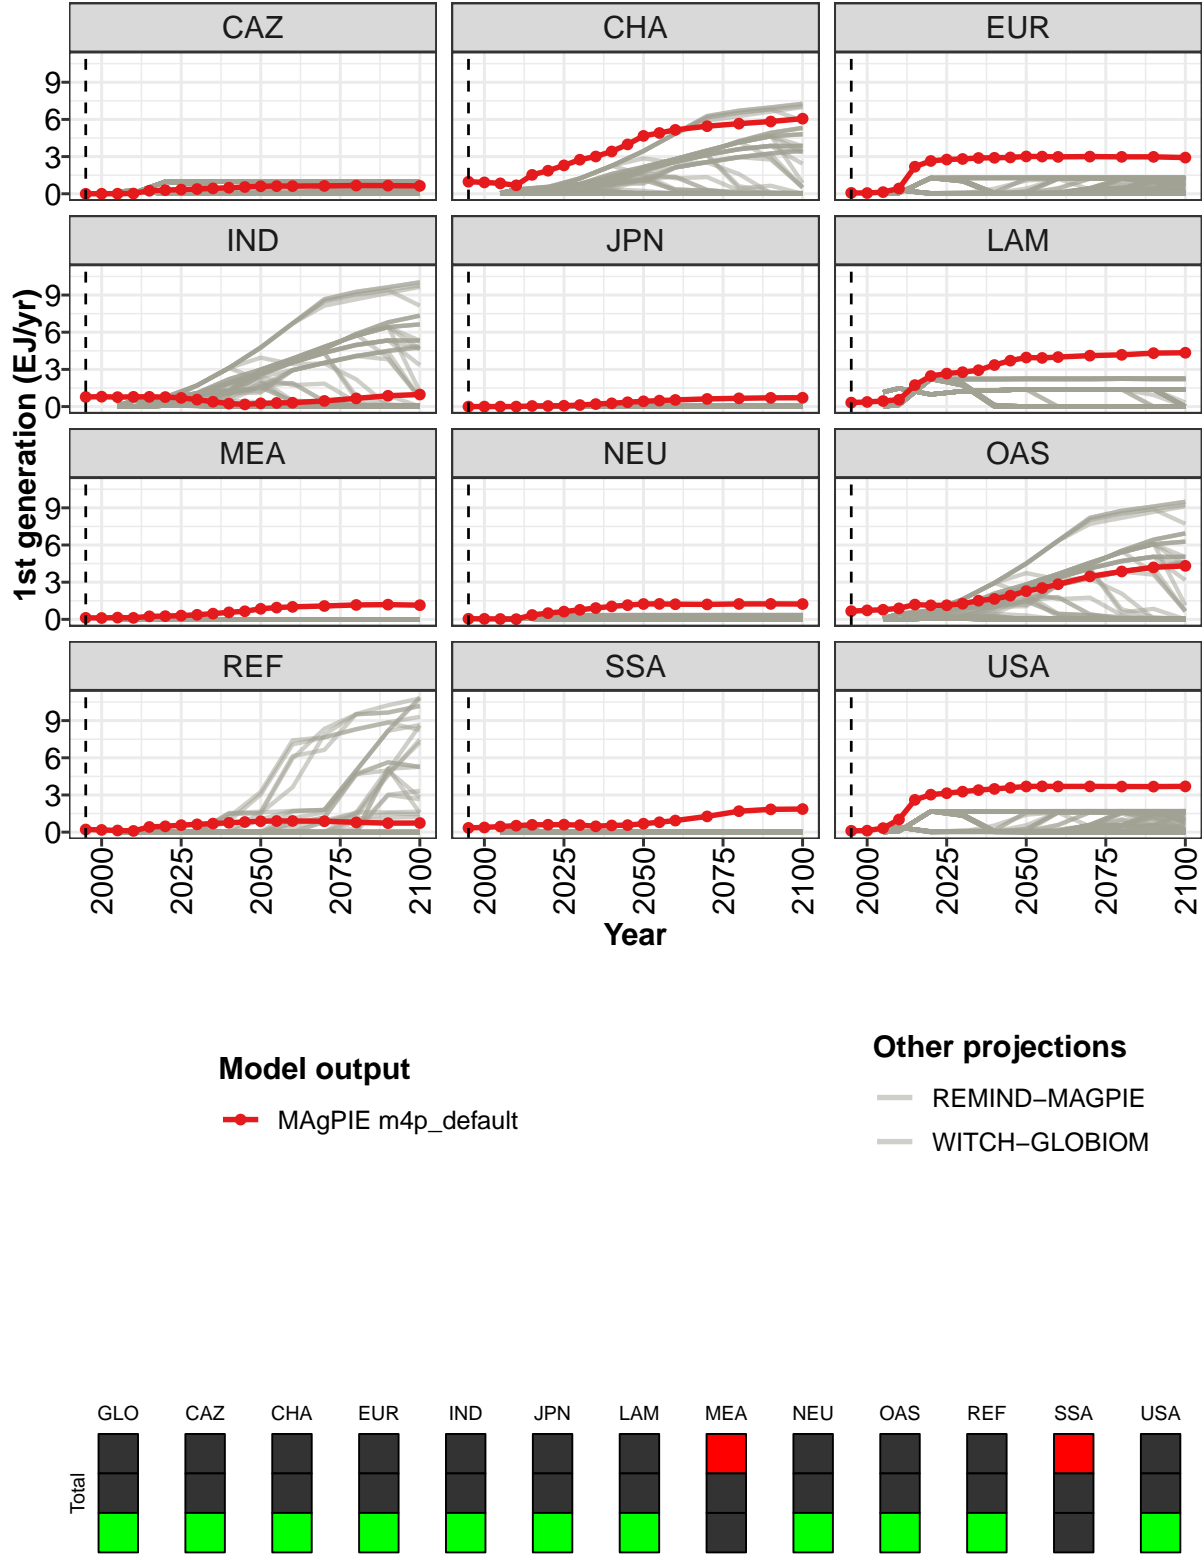 CAZ CHA EUR
9
6
3
0
IND JPN LAM
9
6
3
0
MEA NEU OAS
9
6
3
0
REF SSA USA
9
6
3
0
1st generation (EJ/yr)
2000 2025 2050 2075 2100 2000 2025 2050 2075 2100 2000 2025 2050 2075 2100
Year
Model output
MAgPIE m4p_default
Other projections
REMIND−MAGPIE
WITCH−GLOBIOM
GLO CAZ CHA EUR IND JPN LAM MEA NEU OAS REF SSA USA
Total